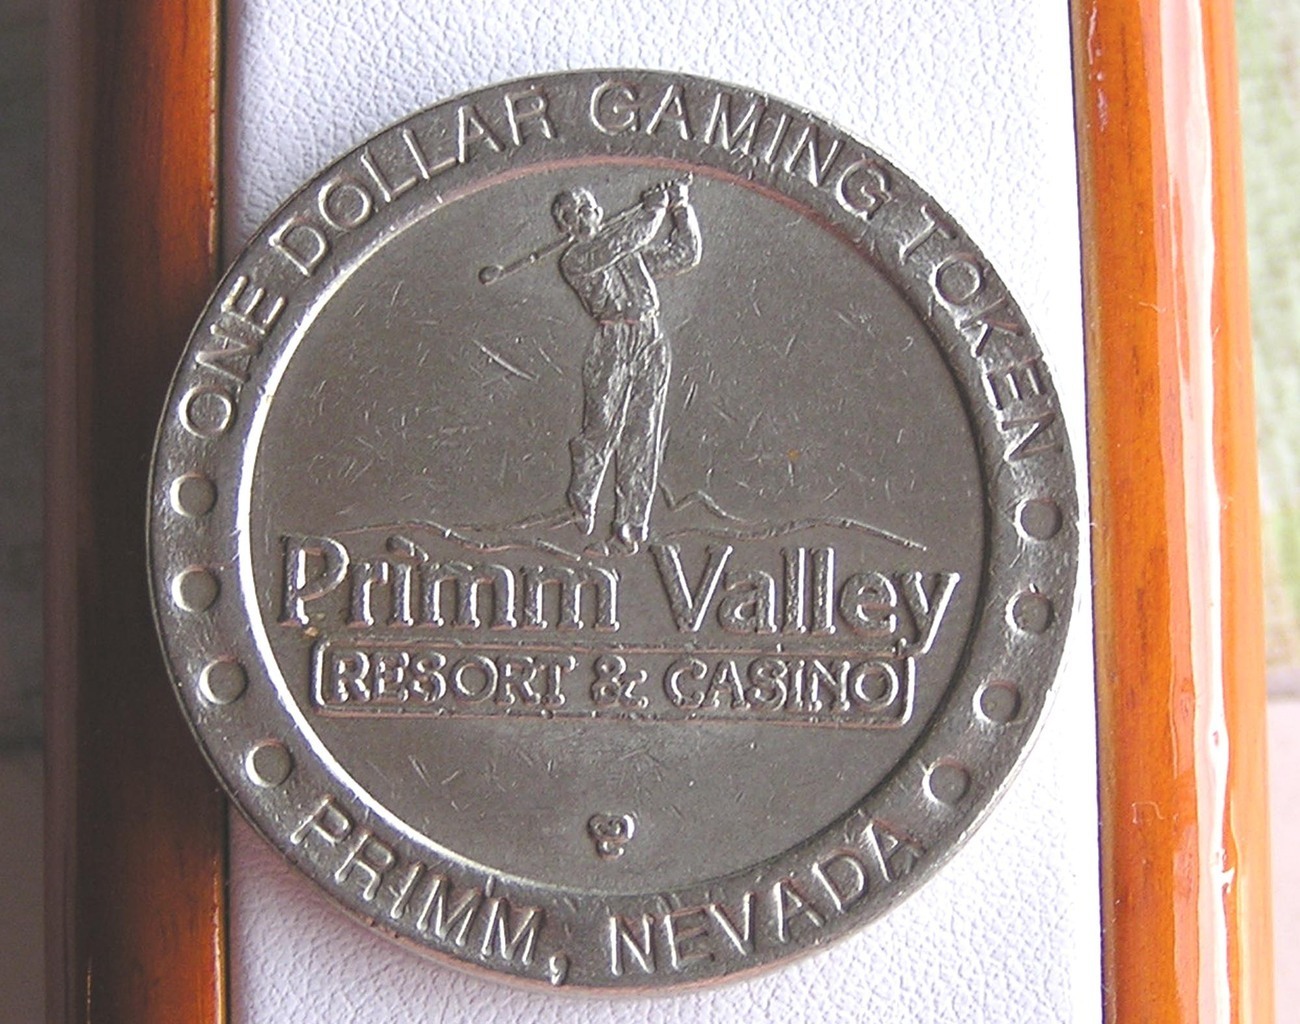 ONE DOLLAR GAMING TOKEN
Primm Valley
RESORT & CASINO
PRIMM, NEVADA